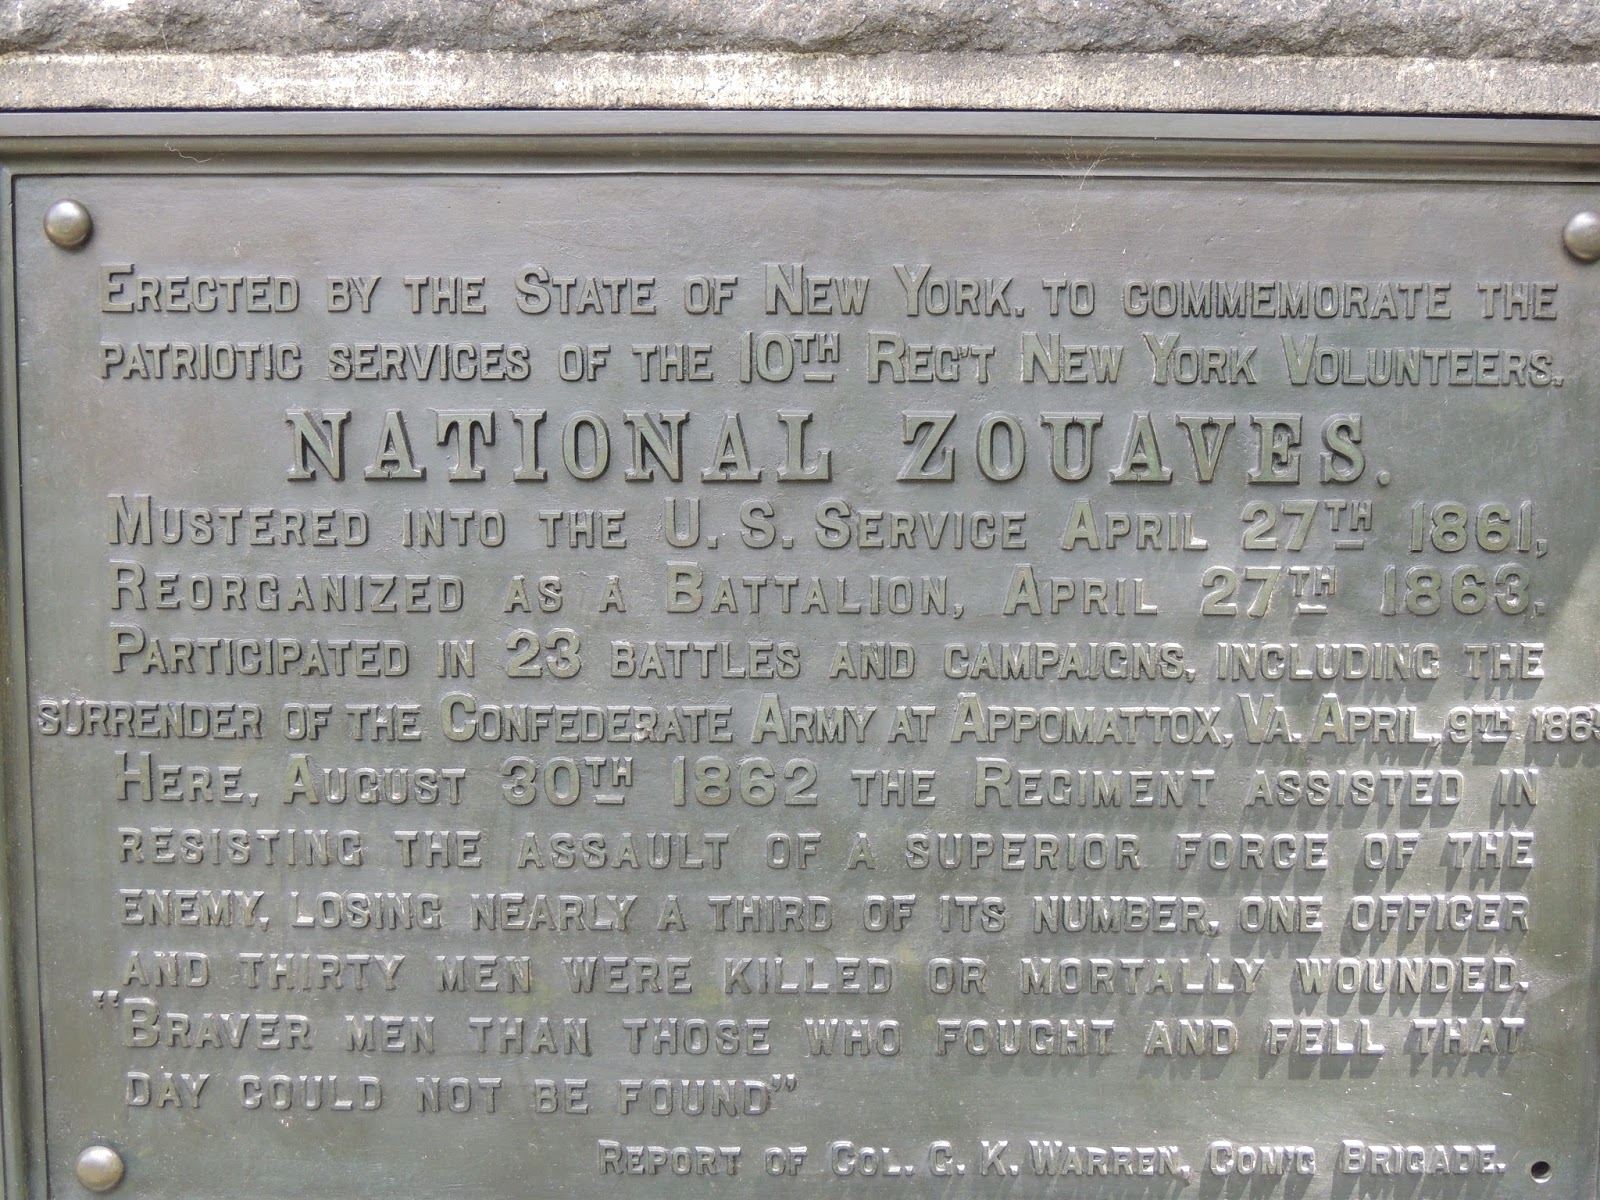 Erected by the State of New York, to commemorate the
patriotic services of the 10th Reg't New York Volunteers,
NATIONAL ZOUAVES.
Mustered into the U. S. Service April 27th 1861,
Reorganized as a Battalion, April 27th 1863.
Participated in 23 battles and campaigns, including the
surrender of the Confederate Army at Appomattox, Va. April, 9th 1865
Here, August 30th 1862 the Regiment assisted in
resisting the assault of a superior force of the
enemy, losing nearly a third of its number, one officer
and thirty men were killed or mortally wounded.
"Braver men than those who fought and fell that
day could not be found"
Report of Col. G. K. Warren, Com'g Brigade.